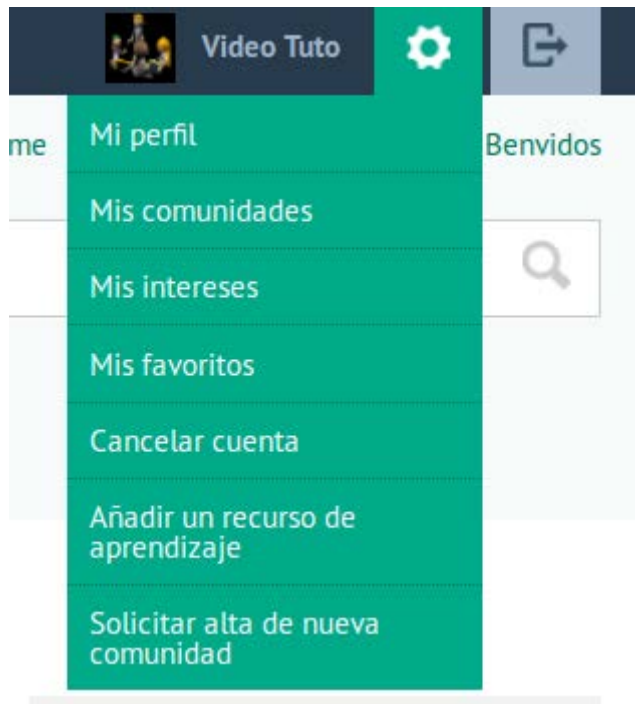 Video Tuto
me
Benvidos
Mi perfil
Mis comunidades
Mis intereses
Mis favoritos
Cancelar cuenta
Añadir un recurso de
aprendizaje
Solicitar alta de nueva
comunidad